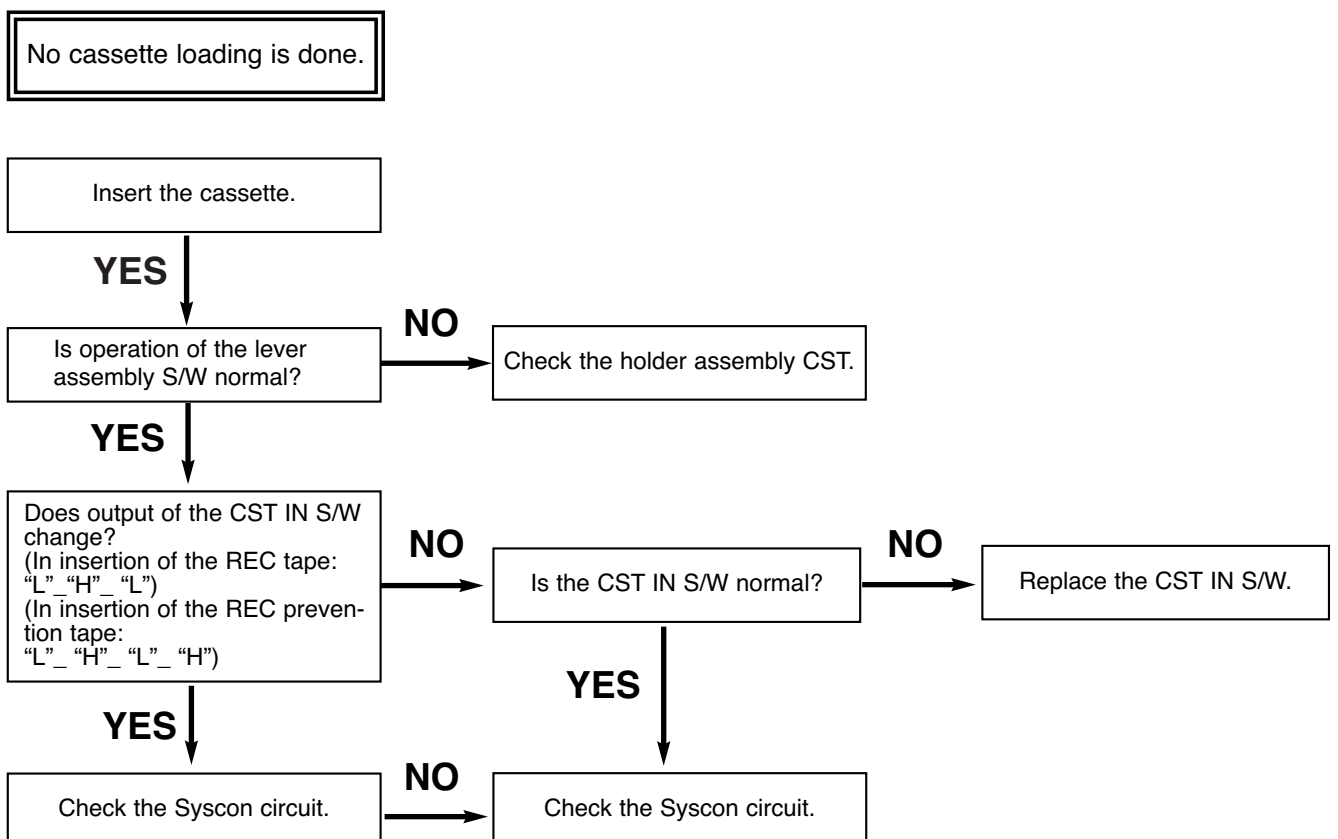 No cassette loading is done.
Insert the cassette.
YES
Is operation of the lever
assembly S/W normal?
NO
Check the holder assembly CST.
YES
Does output of the CST IN S/W
change?
(In insertion of the REC tape:
“L”_“H”_ “L”)
(In insertion of the REC preven-
tion tape:
“L”_ “H”_ “L”_ “H”)
NO
Is the CST IN S/W normal?
NO
Replace the CST IN S/W.
YES
YES
Check the Syscon circuit.
NO
Check the Syscon circuit.